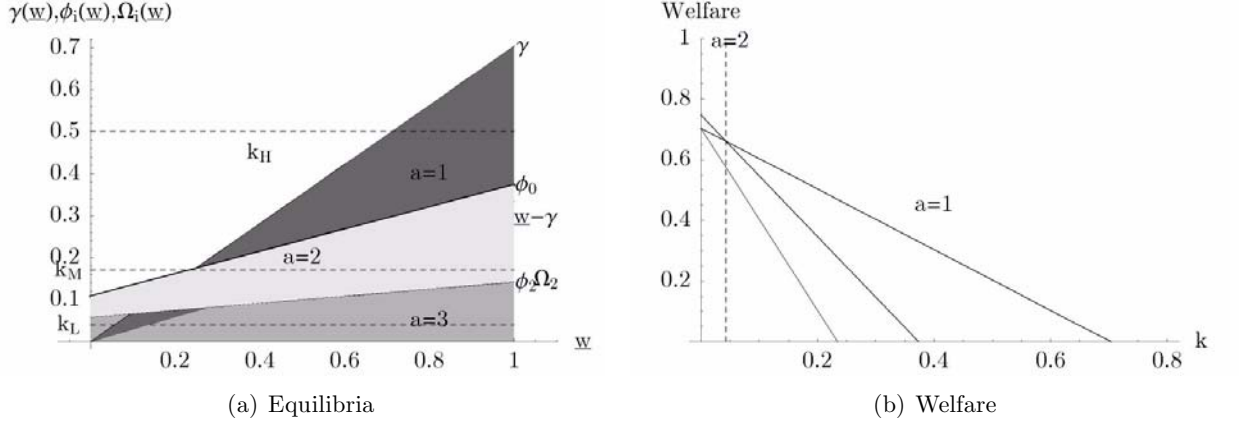 γ(w),ϕi(w),Ωi(w)
0.7
γ
0.6
0.5
kH
0.4
a=1
ϕ0
0.3
w−γ
0.2
a=2
kM
ϕ2Ω2
0.1
kL
a=3
w
0.2
0.4
0.6
0.8
1
(a) Equilibria
Welfare
1
a=2
0.8
0.6
0.4
a=1
0.2
k
0.2
0.4
0.6
0.8
(b) Welfare